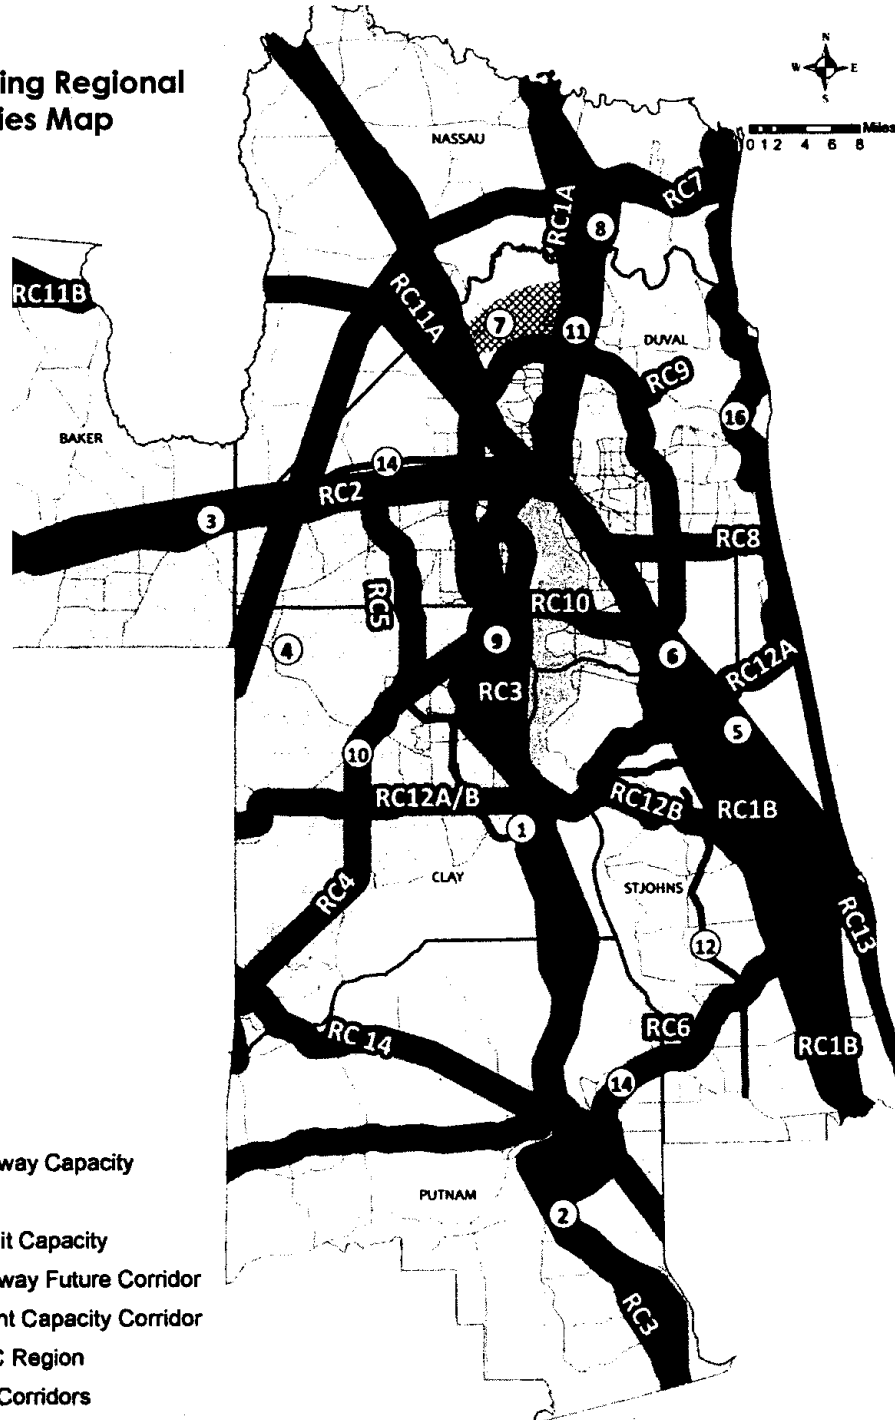 ing Regional
ies Map
N
W E
S
Miles
0 1 2 4 6 8
NASSAU
RC7
RC1A
8
RC11B
RC11A
7
11
DUVAL
RC9
16
BAKER
14
RC2
3
RC8
RC5
RC10
9
4
6
RC12A
RC3
5
10
RC12A/B
RC12B
RC1B
1
CLAY
STJOHNS
RC4
RC13
12
RC6
RC 14
RC1B
14
way Capacity
PUTNAM
2
it Capacity
way Future Corridor
RC3
nt Capacity Corridor
C Region
Corridors